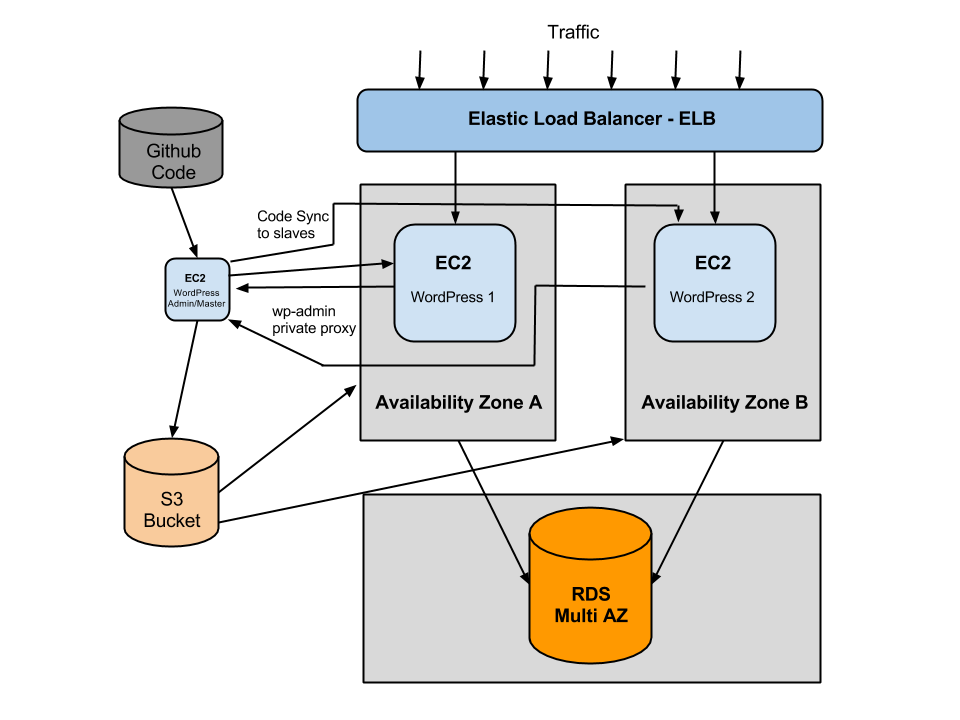 Traffic
Elastic Load Balancer - ELB
Github
Code
Code Sync
to slaves
EC2
WordPress
Admin/Master
EC2
WordPress 1
EC2
WordPress 2
wp-admin
private proxy
Availability Zone A
Availability Zone B
S3
Bucket
RDS
Multi AZ